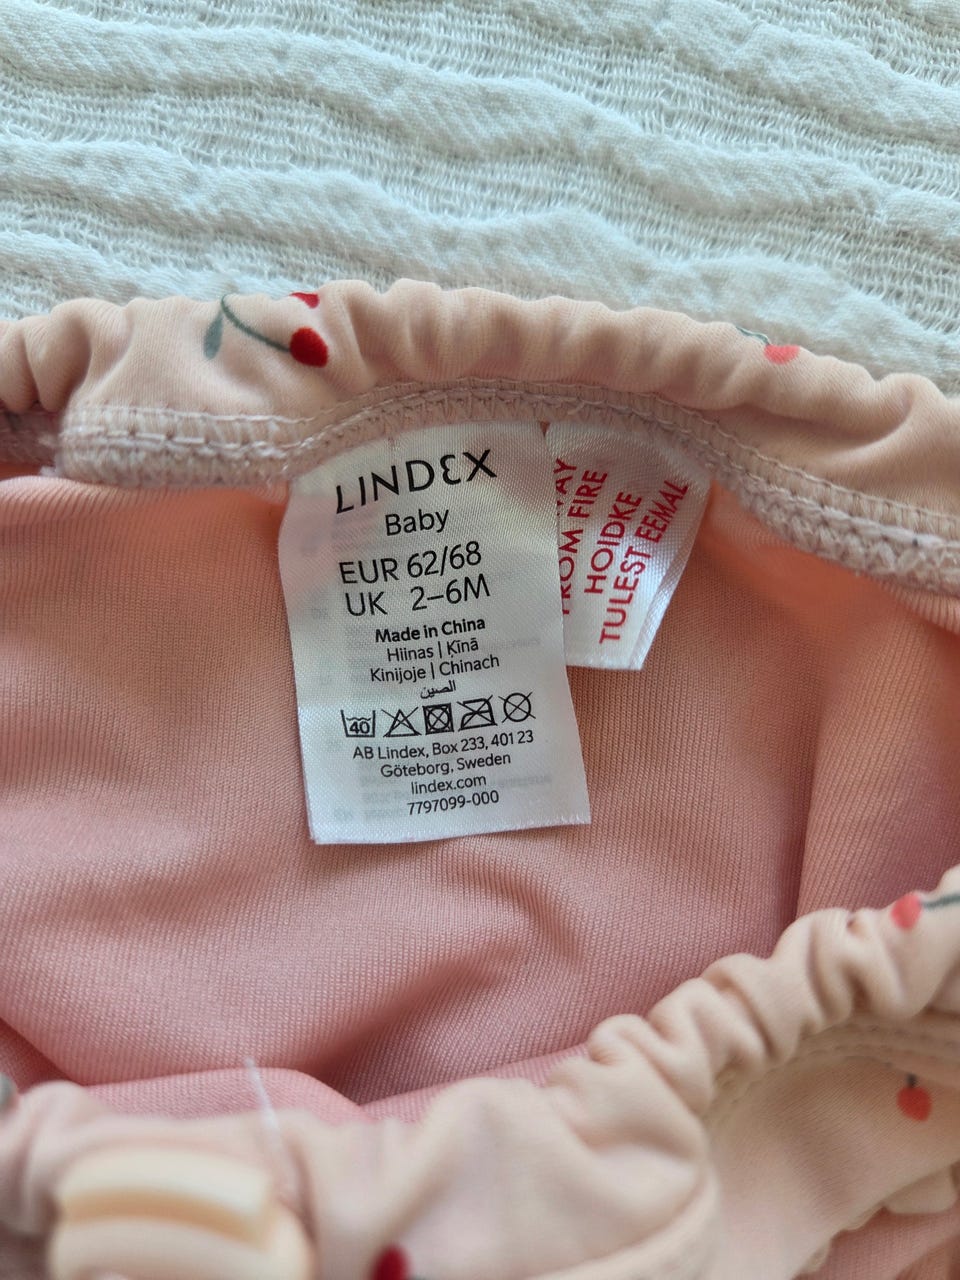 LINDEX
Baby
EUR 62/68
UK 2–6M
Made in China
Hiinas | Ķīnā
Kinijoje | Chinach
الصين
40
AB Lindex, Box 233, 401 23
Göteborg, Sweden
lindex.com
7797099-000
FROM FIRE
HOIDKE
TULEST EEMAL